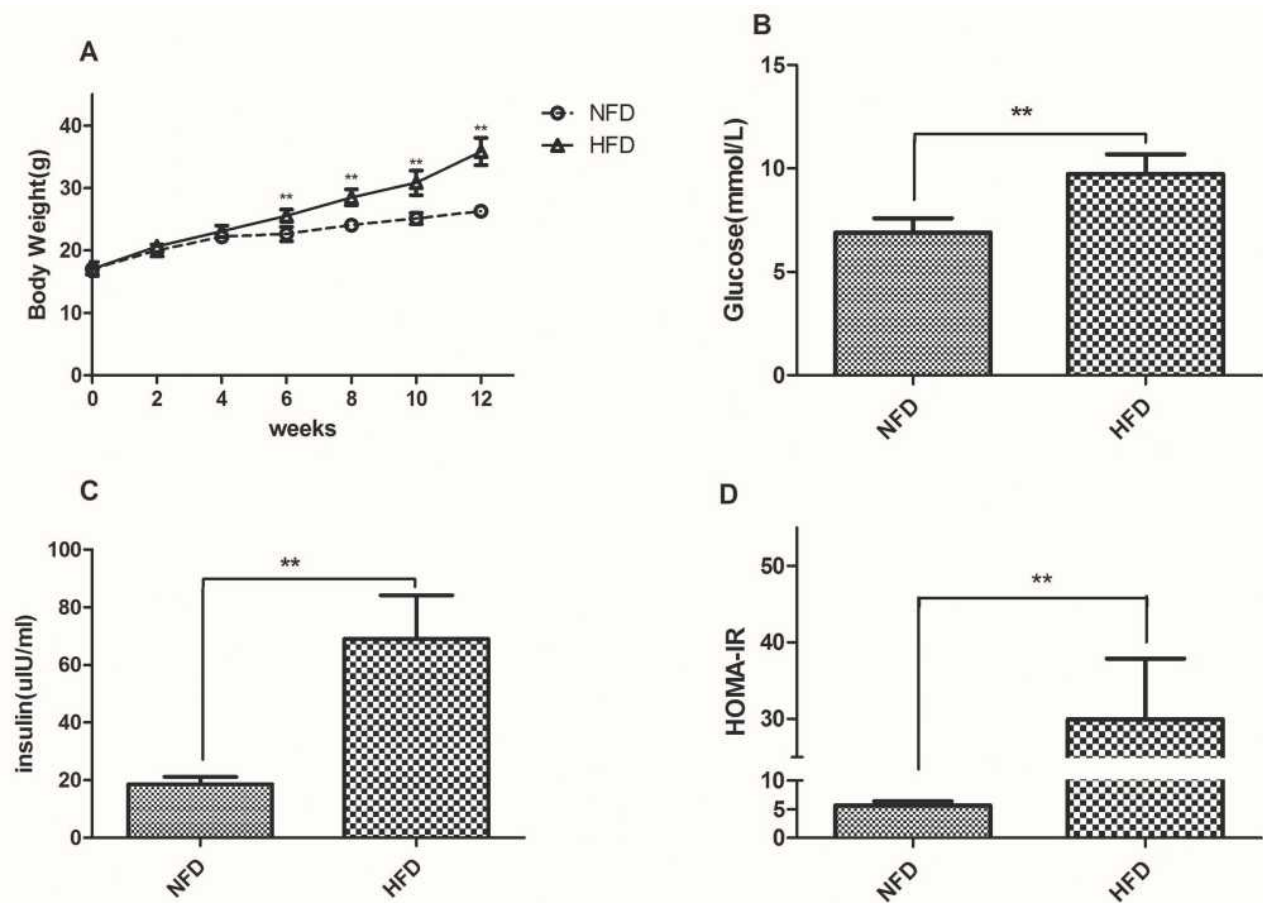 A
Body Weight(g)
40
30
20
10
0
** ** ** **
0 2 4 6 8 10 12
weeks
NFD
HFD
B
Glucose(mmol/L)
15
10
5
0
**
NFD HFD
C
insulin(uIU/ml)
100
80
60
40
20
0
**
NFD HFD
D
HOMA-IR
50
40
30
10
5
0
**
NFD HFD